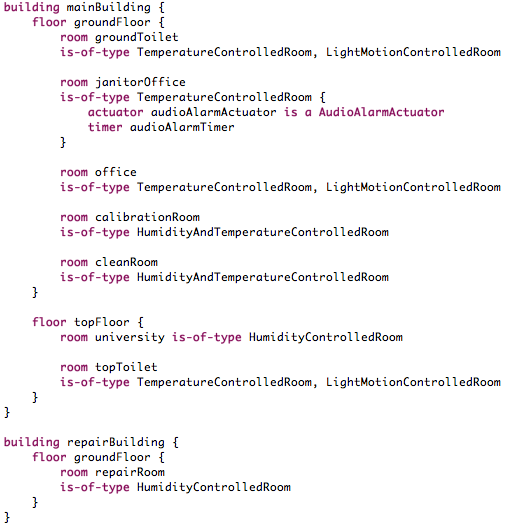 building mainBuilding {
    floor groundFloor {
        room groundToilet
        is-of-type TemperatureControlledRoom, LightMotionControlledRoom

        room janitorOffice
        is-of-type TemperatureControlledRoom {
            actuator audioAlarmActuator is a AudioAlarmActuator
            timer audioAlarmTimer
        }

        room office
        is-of-type TemperatureControlledRoom, LightMotionControlledRoom

        room calibrationRoom
        is-of-type HumidityAndTemperatureControlledRoom

        room cleanRoom
        is-of-type HumidityAndTemperatureControlledRoom
    }

    floor topFloor {
        room university is-of-type HumidityControlledRoom

        room topToilet
        is-of-type TemperatureControlledRoom, LightMotionControlledRoom
    }
}

building repairBuilding {
    floor groundFloor {
        room repairRoom
        is-of-type HumidityControlledRoom
    }
}